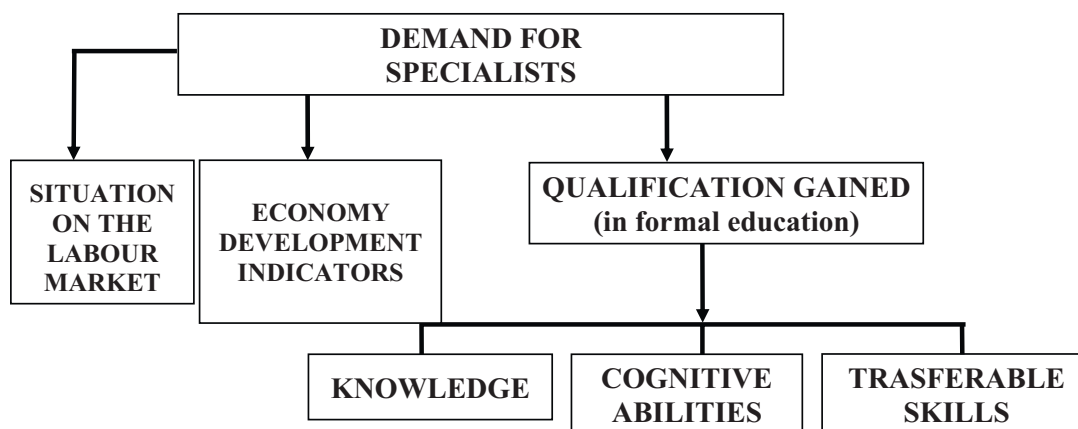 DEMAND FOR
SPECIALISTS
SITUATION
ON THE
LABOUR
MARKET
ECONOMY
DEVELOPMENT
INDICATORS
QUALIFICATION GAINED
(in formal education)
KNOWLEDGE
COGNITIVE
ABILITIES
TRASFERABLE
SKILLS